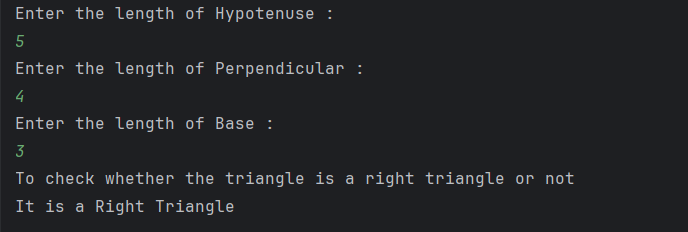 Enter the length of Hypotenuse :
5
Enter the length of Perpendicular :
4
Enter the length of Base :
3
To check whether the triangle is a right triangle or not
It is a Right Triangle